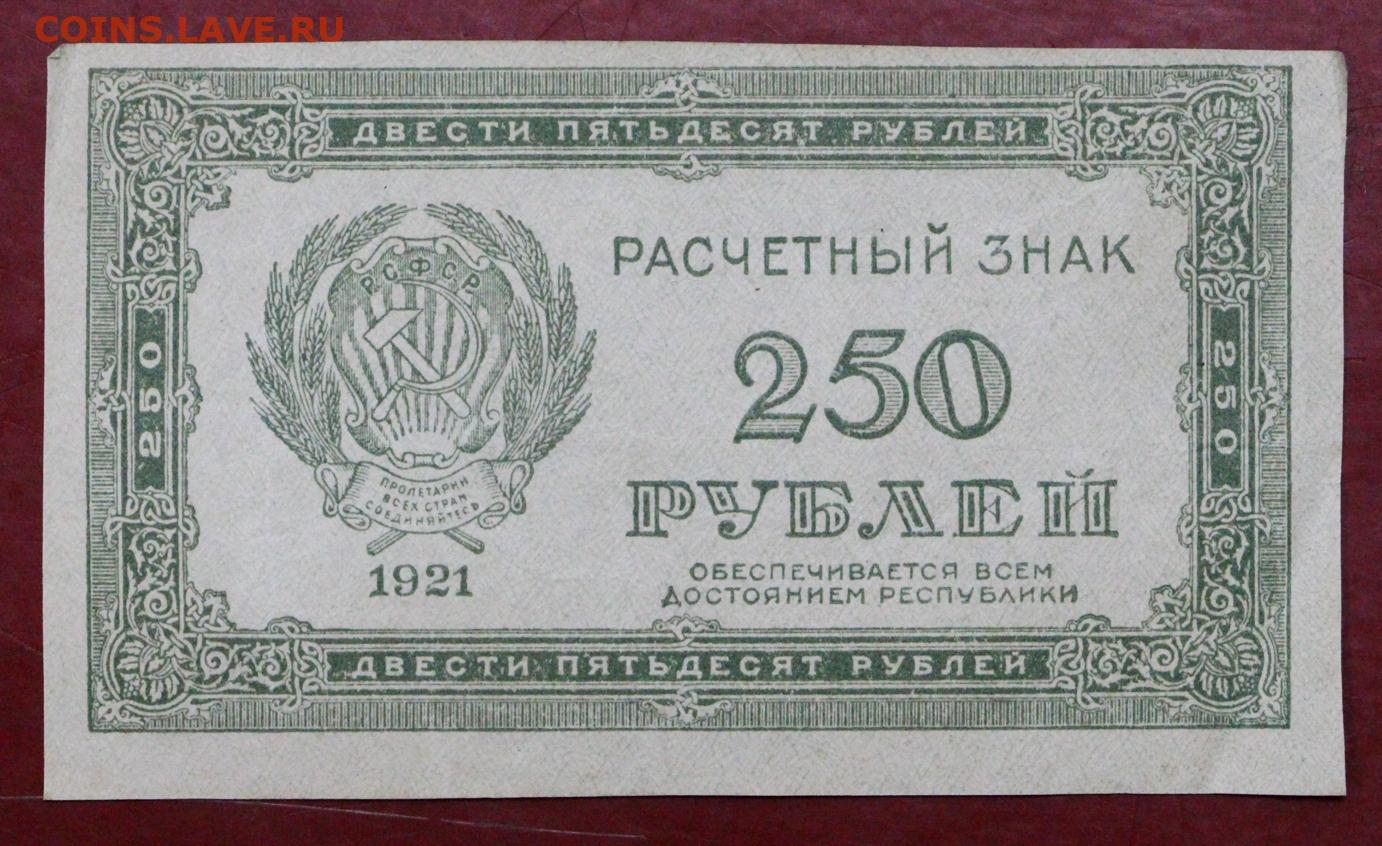 COINS.LAVE.RU
ДВЕСТИ ПЯТЬДЕСЯТ РУБЛЕЙ
РСФСР
РАСЧЕТНЫЙ ЗНАК
250
250
250
РУБЛЕЙ
ПРОЛЕТАРИИ
ВСЕХ СТРАН
СОЕДИНЯЙТЕСЬ
1921
ОБЕСПЕЧИВАЕТСЯ ВСЕМ
ДОСТОЯНИЕМ РЕСПУБЛИКИ
ДВЕСТИ ПЯТЬДЕСЯТ РУБЛЕЙ